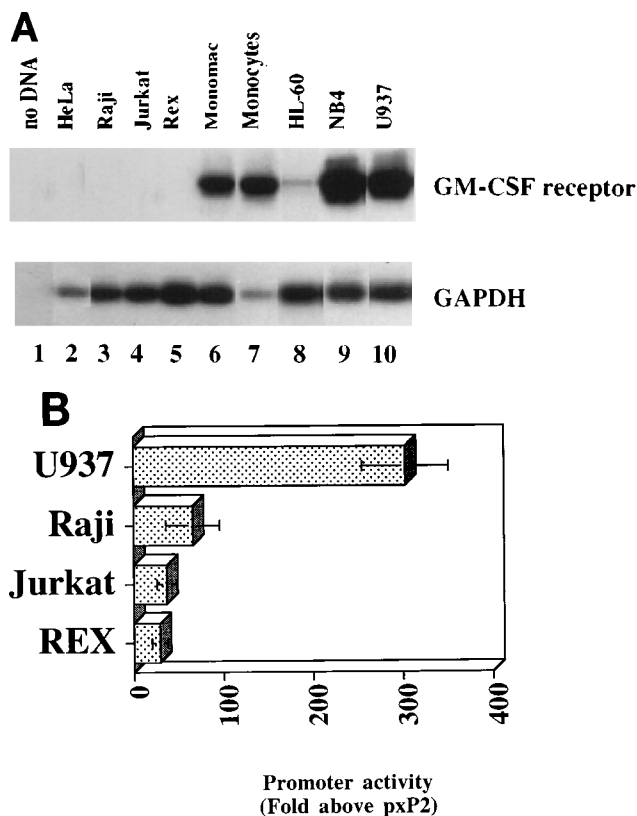 A
no DNA
HeLa
Raji
Jurkat
Rex
Monomac
Monocytes
HL-60
NB4
U937
GM-CSF receptor
GAPDH
1 2 3 4 5 6 7 8 9 10
B
U937
Raji
Jurkat
REX
0 100 200 300 400
Promoter activity
(Fold above pxP2)